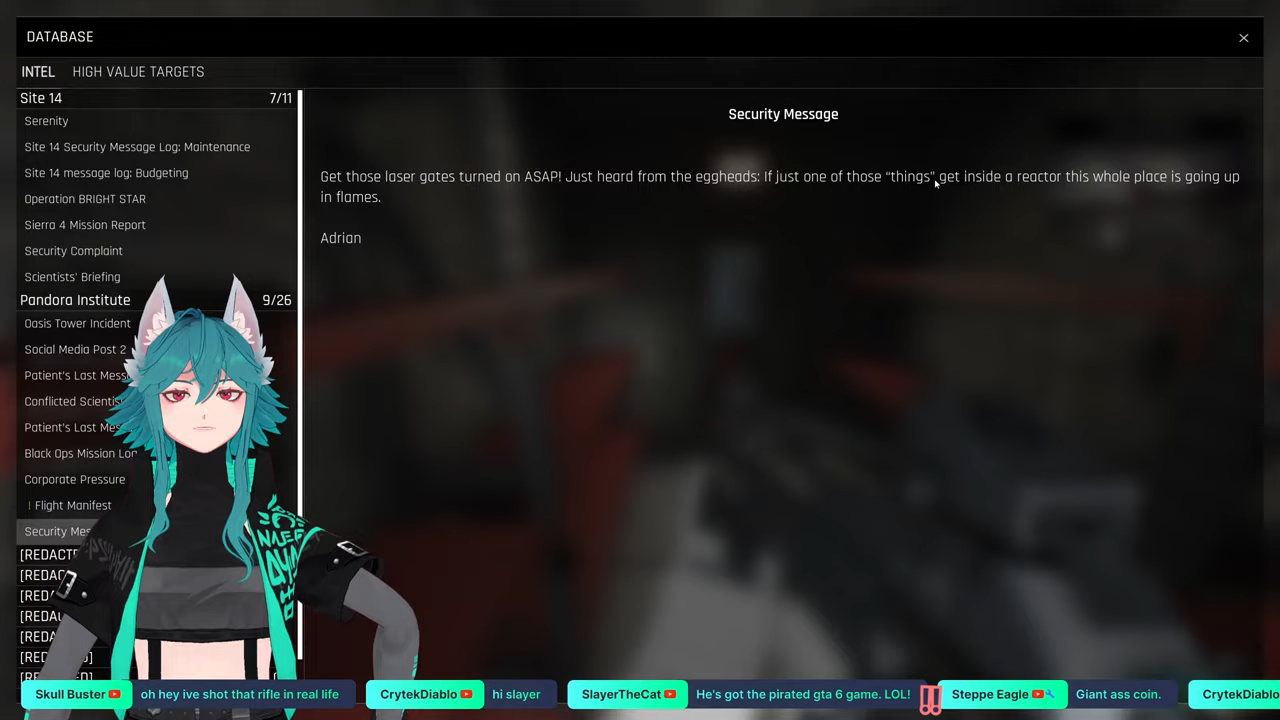 DATABASE
INTEL HIGH VALUE TARGETS
Site 14 7/11
Serenity
Site 14 Security Message Log: Maintenance
Site 14 message log: Budgeting
Operation BRIGHT STAR
Sierra 4 Mission Report
Security Complaint
Scientists' Briefing
Pandora Institute 9/26
Oasis Tower Incident
Social Media Post 2
Patient's Last
Conflicted
Patient's Last
Black Ops Mission
Corporate Pressure
! Flight Manifest
Security
Security Message
Get those laser gates turned on ASAP! Just heard from the eggheads: If just one of those “things” get inside a reactor this whole place is going up
in flames.
Adrian
Skull Buster oh hey ive shot that rifle in real life CrytekDiablo hi slayer SlayerTheCat He's got the pirated gta 6 game. LOL! Steppe Eagle Giant ass coin. CrytekDiablo